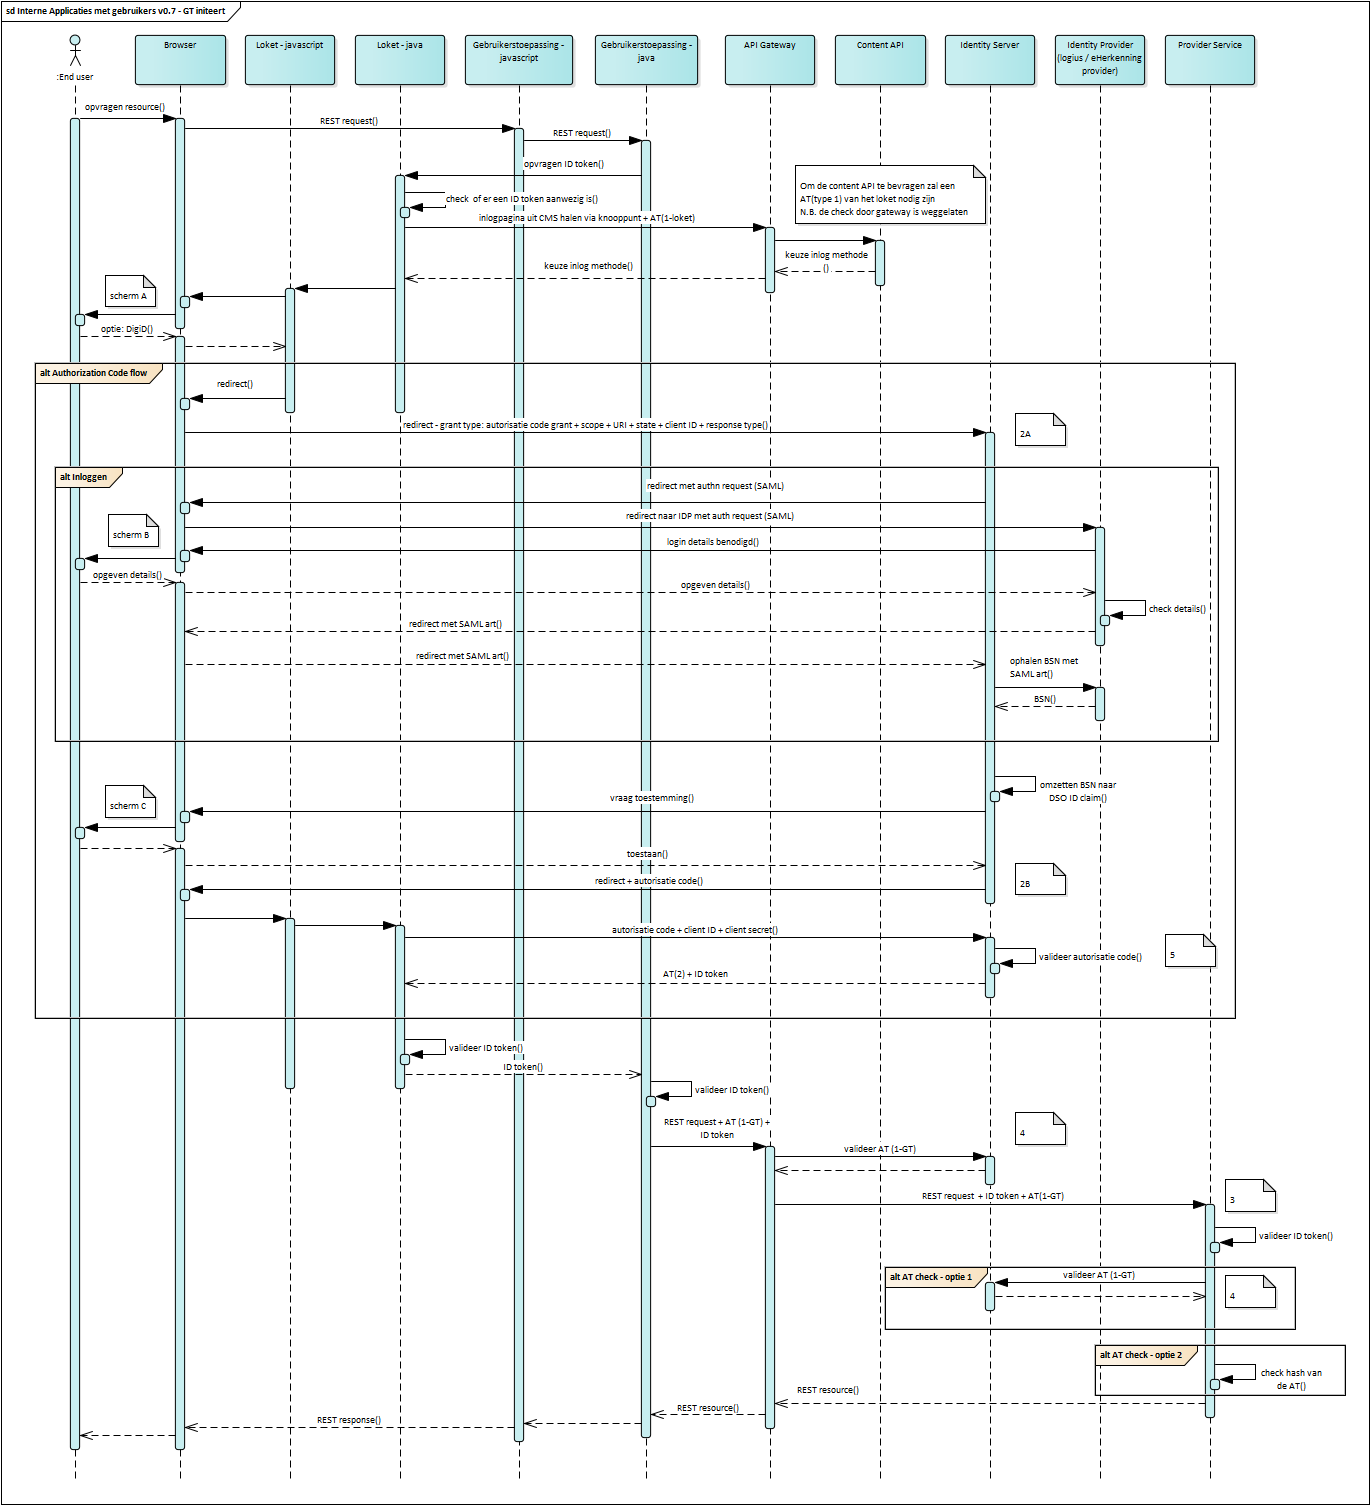 sd Interne Applicaties met gebruikers v0.7 - GT initeert
:End user
Browser
Loket - javascript
Loket - java
Gebruikerstoepassing -
javascript
Gebruikerstoepassing -
java
API Gateway
Content API
Identity Server
Identity Provider
(logius / eHerkenning
provider)
Provider Service
opvragen resource()
REST request()
REST request()
opvragen ID token()
Om de content API te bevragen zal een
AT(type 1) van het loket nodig zijn
N.B. de check door gateway is weggelaten
check  of er een ID token aanwezig is()
inlogpagina uit CMS halen via knooppunt + AT(1-loket)
keuze inlog methode
()
keuze inlog methode()
scherm A
optie: DigiD()
alt Authorization Code flow
redirect()
redirect - grant type: autorisatie code grant + scope + URI + state + client ID + response type()
2A
alt Inloggen
redirect met authn request (SAML)
redirect naar IDP met auth request (SAML)
scherm B
login details benodigd()
opgeven details()
opgeven details()
check details()
redirect met SAML art()
redirect met SAML art()
ophalen BSN met
SAML art()
BSN()
omzetten BSN naar
DSO ID claim()
scherm C
vraag toestemming()
toestaan()
redirect + autorisatie code()
2B
autorisatie code + client ID + client secret()
valideer autorisatie code()
5
AT(2) + ID token
valideer ID token()
ID token()
valideer ID token()
REST request + AT (1-GT) +
ID token
4
valideer AT (1-GT)
REST request  + ID token + AT(1-GT)
3
valideer ID token()
alt AT check - optie 1
valideer AT (1-GT)
4
alt AT check - optie 2
check hash van
de AT()
REST resource()
REST resource()
REST response()